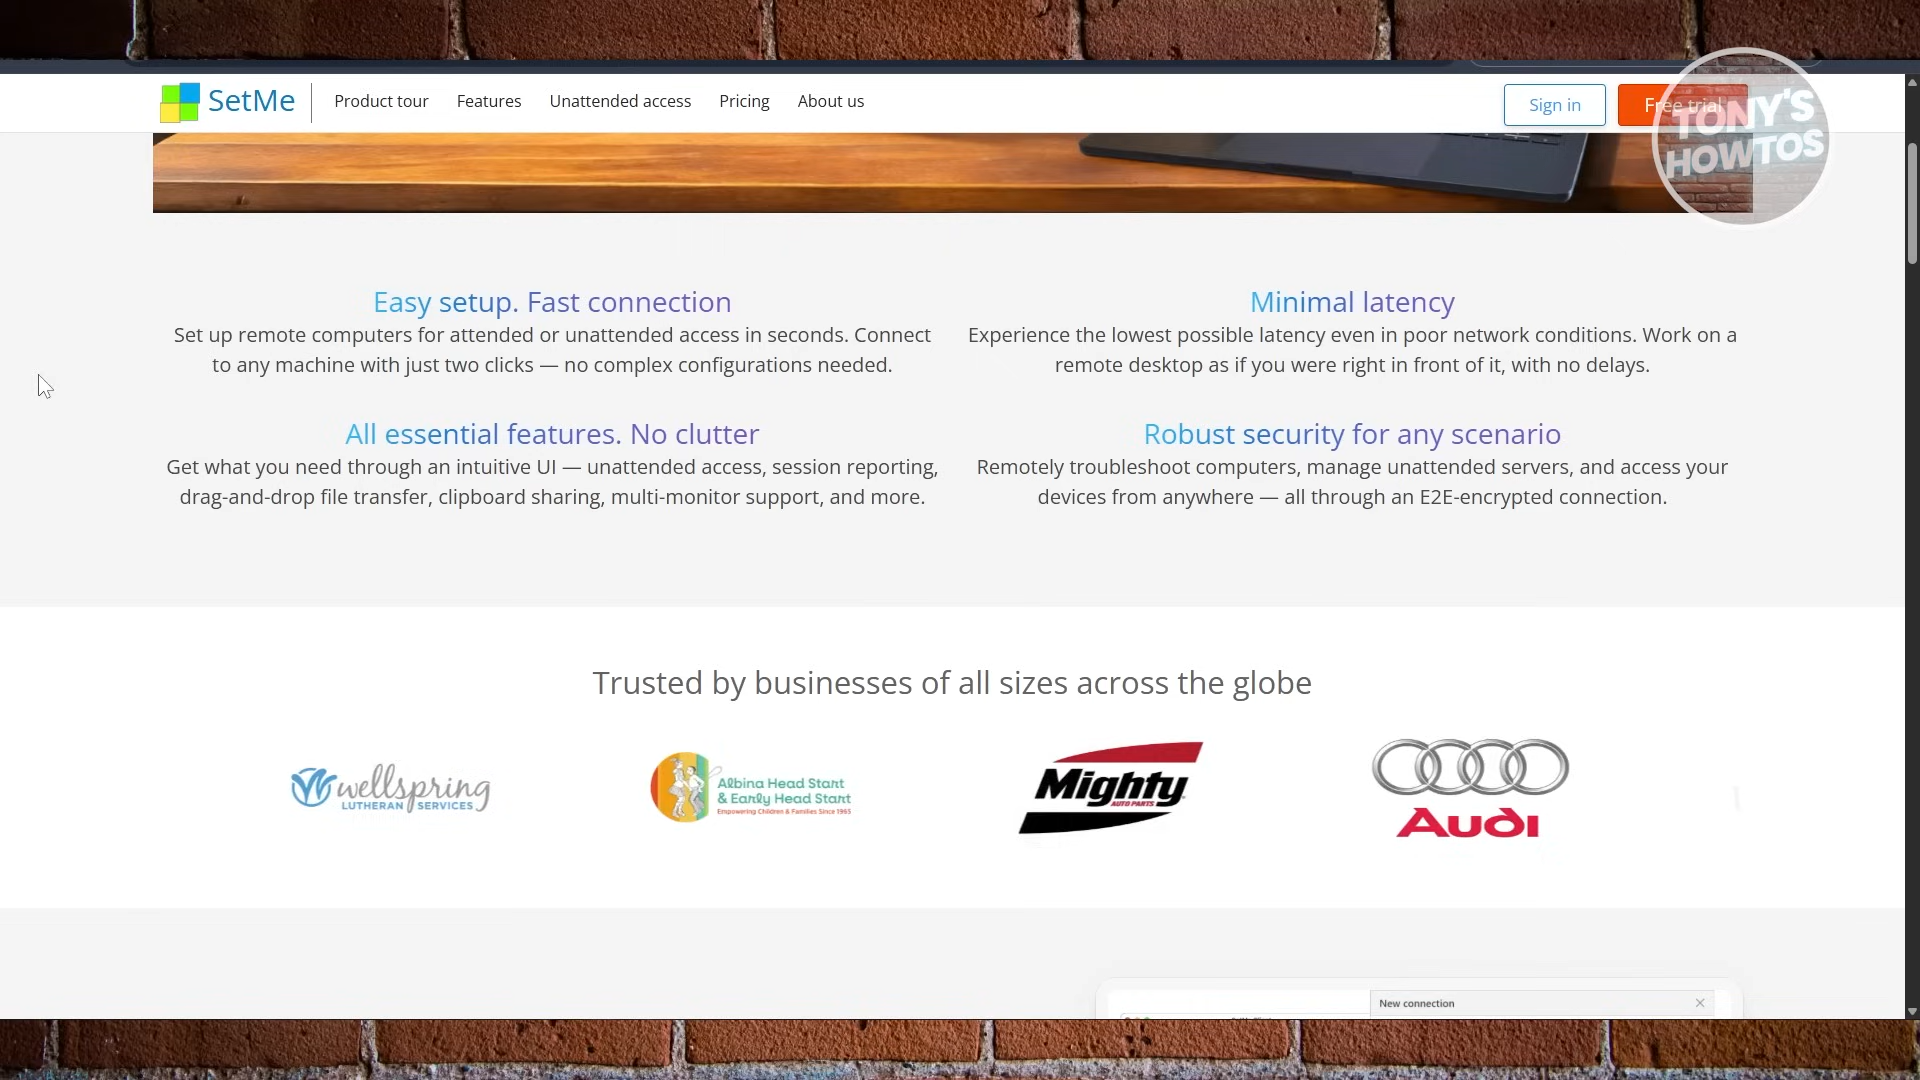 SetMe
Product tour
Features
Unattended access
Pricing
About us
Sign in
Free trial
TONY'S
HOWTOS
Easy setup. Fast connection
Set up remote computers for attended or unattended access in seconds. Connect
to any machine with just two clicks — no complex configurations needed.
Minimal latency
Experience the lowest possible latency even in poor network conditions. Work on a
remote desktop as if you were right in front of it, with no delays.
All essential features. No clutter
Get what you need through an intuitive UI — unattended access, session reporting,
drag-and-drop file transfer, clipboard sharing, multi-monitor support, and more.
Robust security for any scenario
Remotely troubleshoot computers, manage unattended servers, and access your
devices from anywhere — all through an E2E-encrypted connection.
Trusted by businesses of all sizes across the globe
wellspring
LUTHERAN SERVICES
Albina Head Start
& Early Head Start
Empowering Children & Families Since 1965
Mighty
AUTO PARTS
Audi
New connection